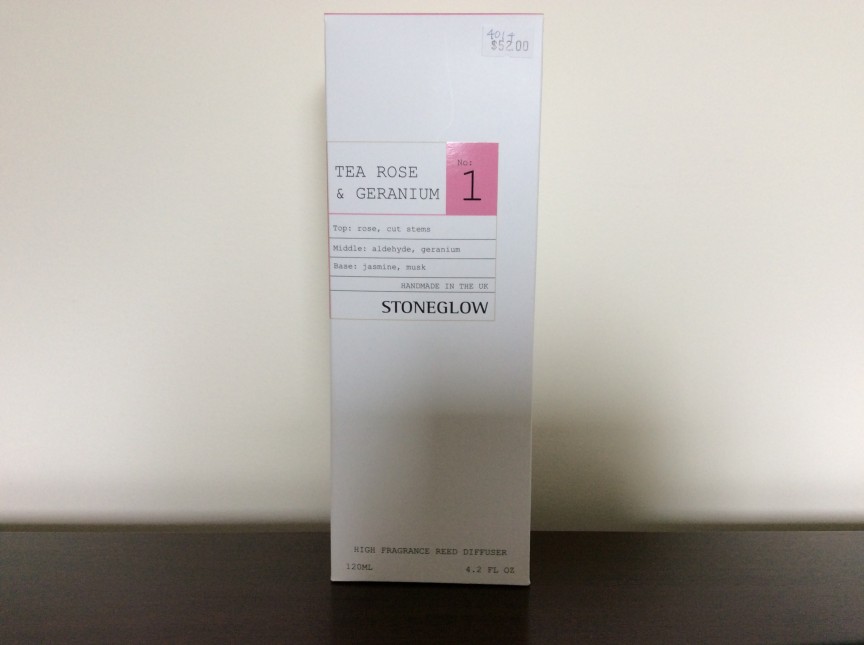 4014
$52.00
TEA ROSE
& GERANIUM
No:
1
Top: rose, cut stems
Middle: aldehyde, geranium
Base: jasmine, musk
HANDMADE IN THE UK
STONEGLOW
HIGH FRAGRANCE REED DIFFUSER
120ML
4.2 FL OZ